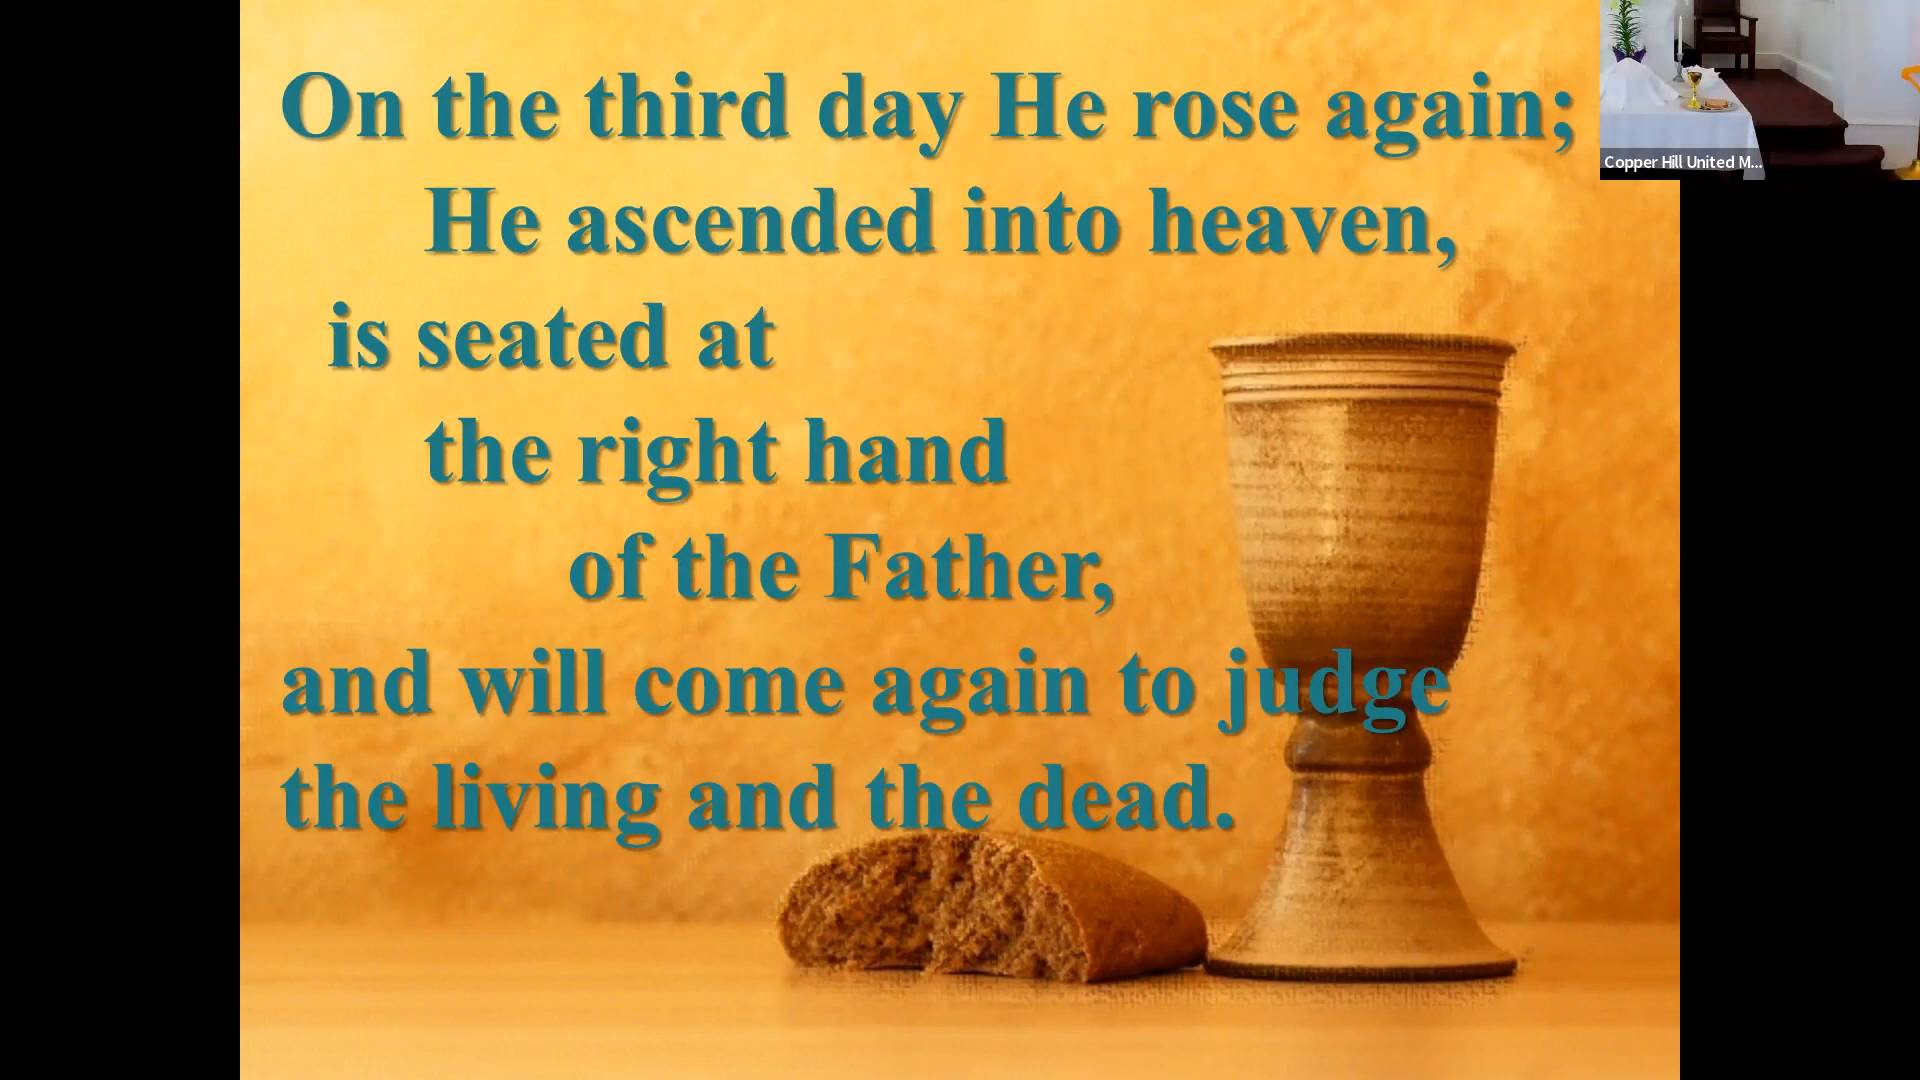 On the third day He rose again;
He ascended into heaven,
is seated at
the right hand
of the Father,
and will come again to judge
the living and the dead.
Copper Hill United M...